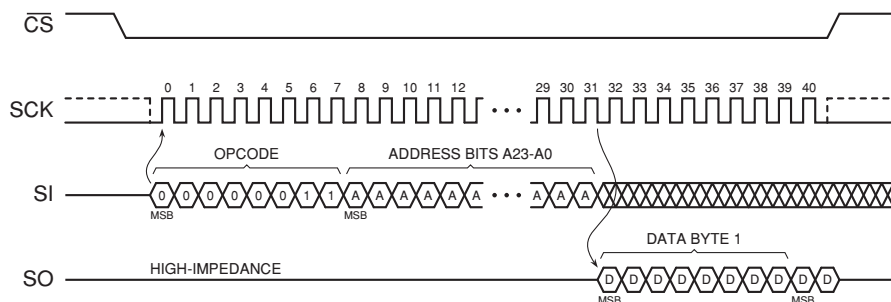 CS
0 1 2 3 4 5 6 7 8 9 10 11 12 29 30 31 32 33 34 35 36 37 38 39 40
SCK
OPCODE ADDRESS BITS A23-A0
SI 0 0 0 0 0 0 1 1 A A A A A A A A A
MSB MSB
DATA BYTE 1
SO HIGH-IMPEDANCE D D D D D D D D D D
MSB MSB